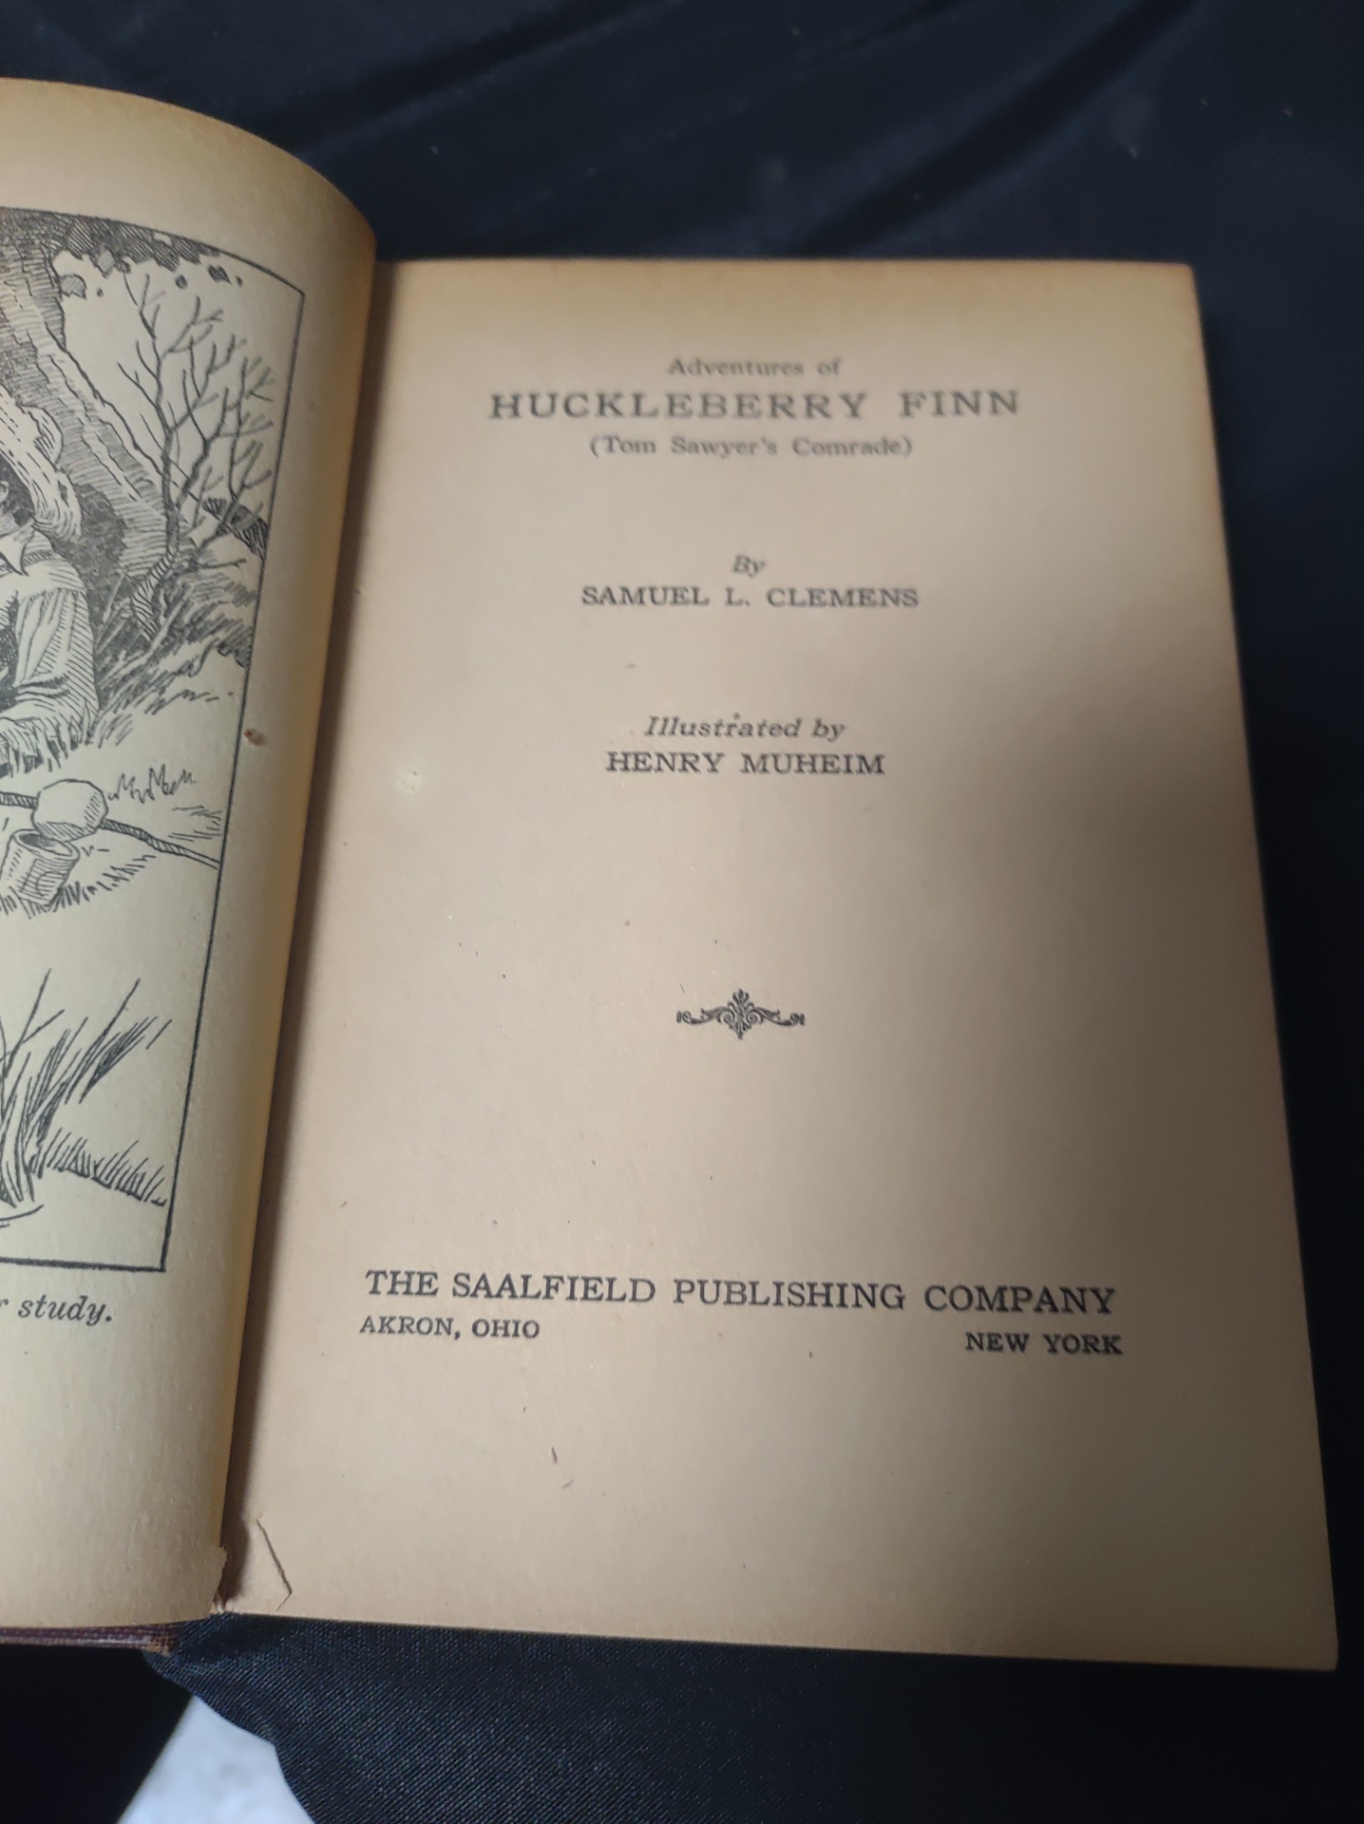 r study.
Adventures of
HUCKLEBERRY FINN
(Tom Sawyer's Comrade)
By
SAMUEL L. CLEMENS
Illustrated by
HENRY MUHEIM
THE SAALFIELD PUBLISHING COMPANY
AKRON, OHIO NEW YORK